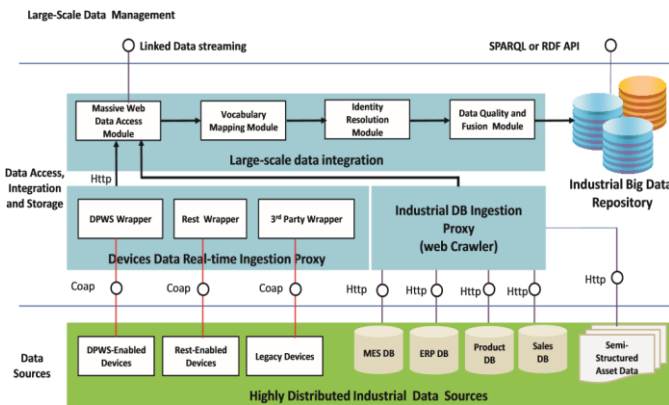 Large-Scale Data Management
Linked Data streaming
SPARQL or RDF API
Massive Web
Data Access
Module
Vocabulary
Mapping Module
Identity
Resolution
Module
Data Quality and
Fusion Module
Large-scale data integration
Industrial Big Data
Repository
Data Access,
Integration
and Storage
Http
DPWS Wrapper
Rest Wrapper
3rd Party Wrapper
Devices Data Real-time Ingestion Proxy
Industrial DB Ingestion
Proxy
(web Crawler)
Coap
Coap
Coap
Http
Http
Http
Http
Http
Data
Sources
DPWS-Enabled
Devices
Rest-Enabled
Devices
Legacy Devices
MES DB
ERP DB
Product
DB
Sales
DB
Semi-
Structured
Asset Data
Highly Distributed Industrial Data Sources